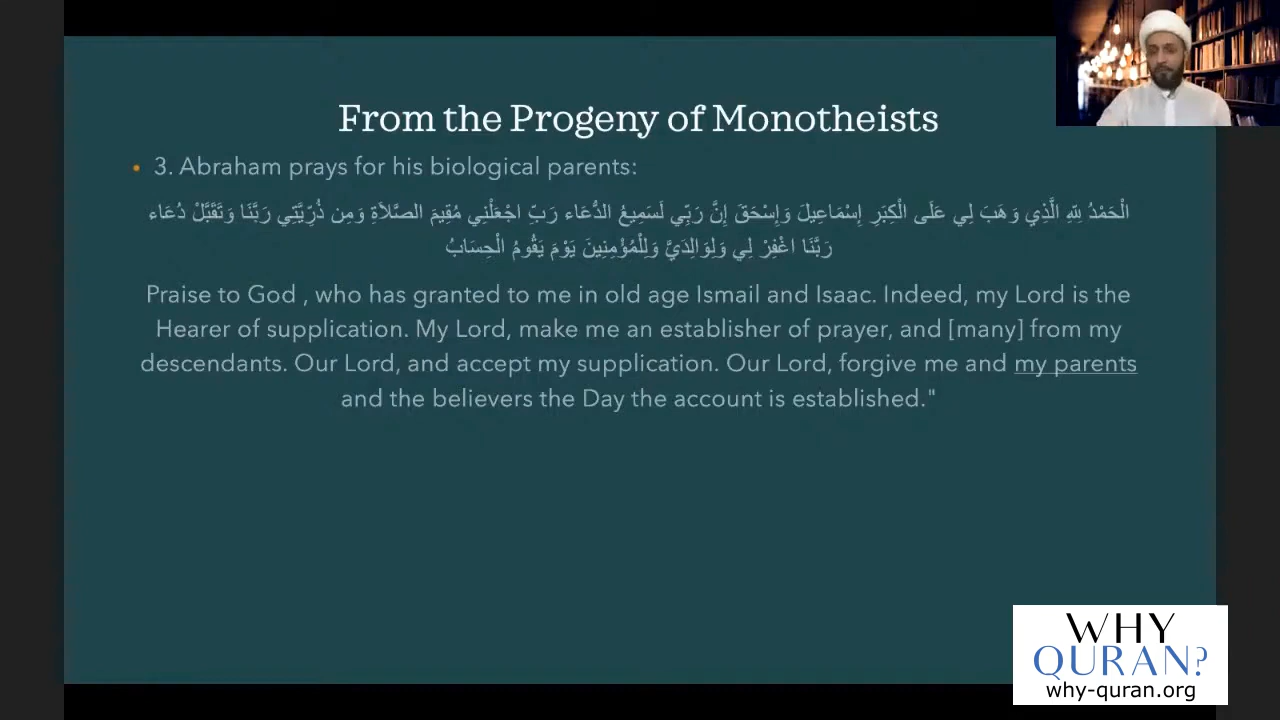 From the Progeny of Monotheists
• 3. Abraham prays for his biological parents:
الْحَمْدُ لِلّهِ الَّذِي وَهَبَ لِي عَلَى الْكِبَرِ إِسْمَاعِيلَ وَإِسْحَقَ إِنَّ رَبِّي لَسَمِيعُ الدُّعَاء رَبِّ اجْعَلْنِي مُقِيمَ الصَّلاَةِ وَمِن ذُرِّيَّتِي رَبَّنَا وَتَقَبَّلْ دُعَاء
رَبَّنَا اغْفِرْ لِي وَلِوَالِدَيَّ وَلِلْمُؤْمِنِينَ يَوْمَ يَقُومُ الْحِسَابُ
Praise to God , who has granted to me in old age Ismail and Isaac. Indeed, my Lord is the
Hearer of supplication. My Lord, make me an establisher of prayer, and [many] from my
descendants. Our Lord, and accept my supplication. Our Lord, forgive me and my parents
and the believers the Day the account is established."
WHY
QURAN?
why-quran.org